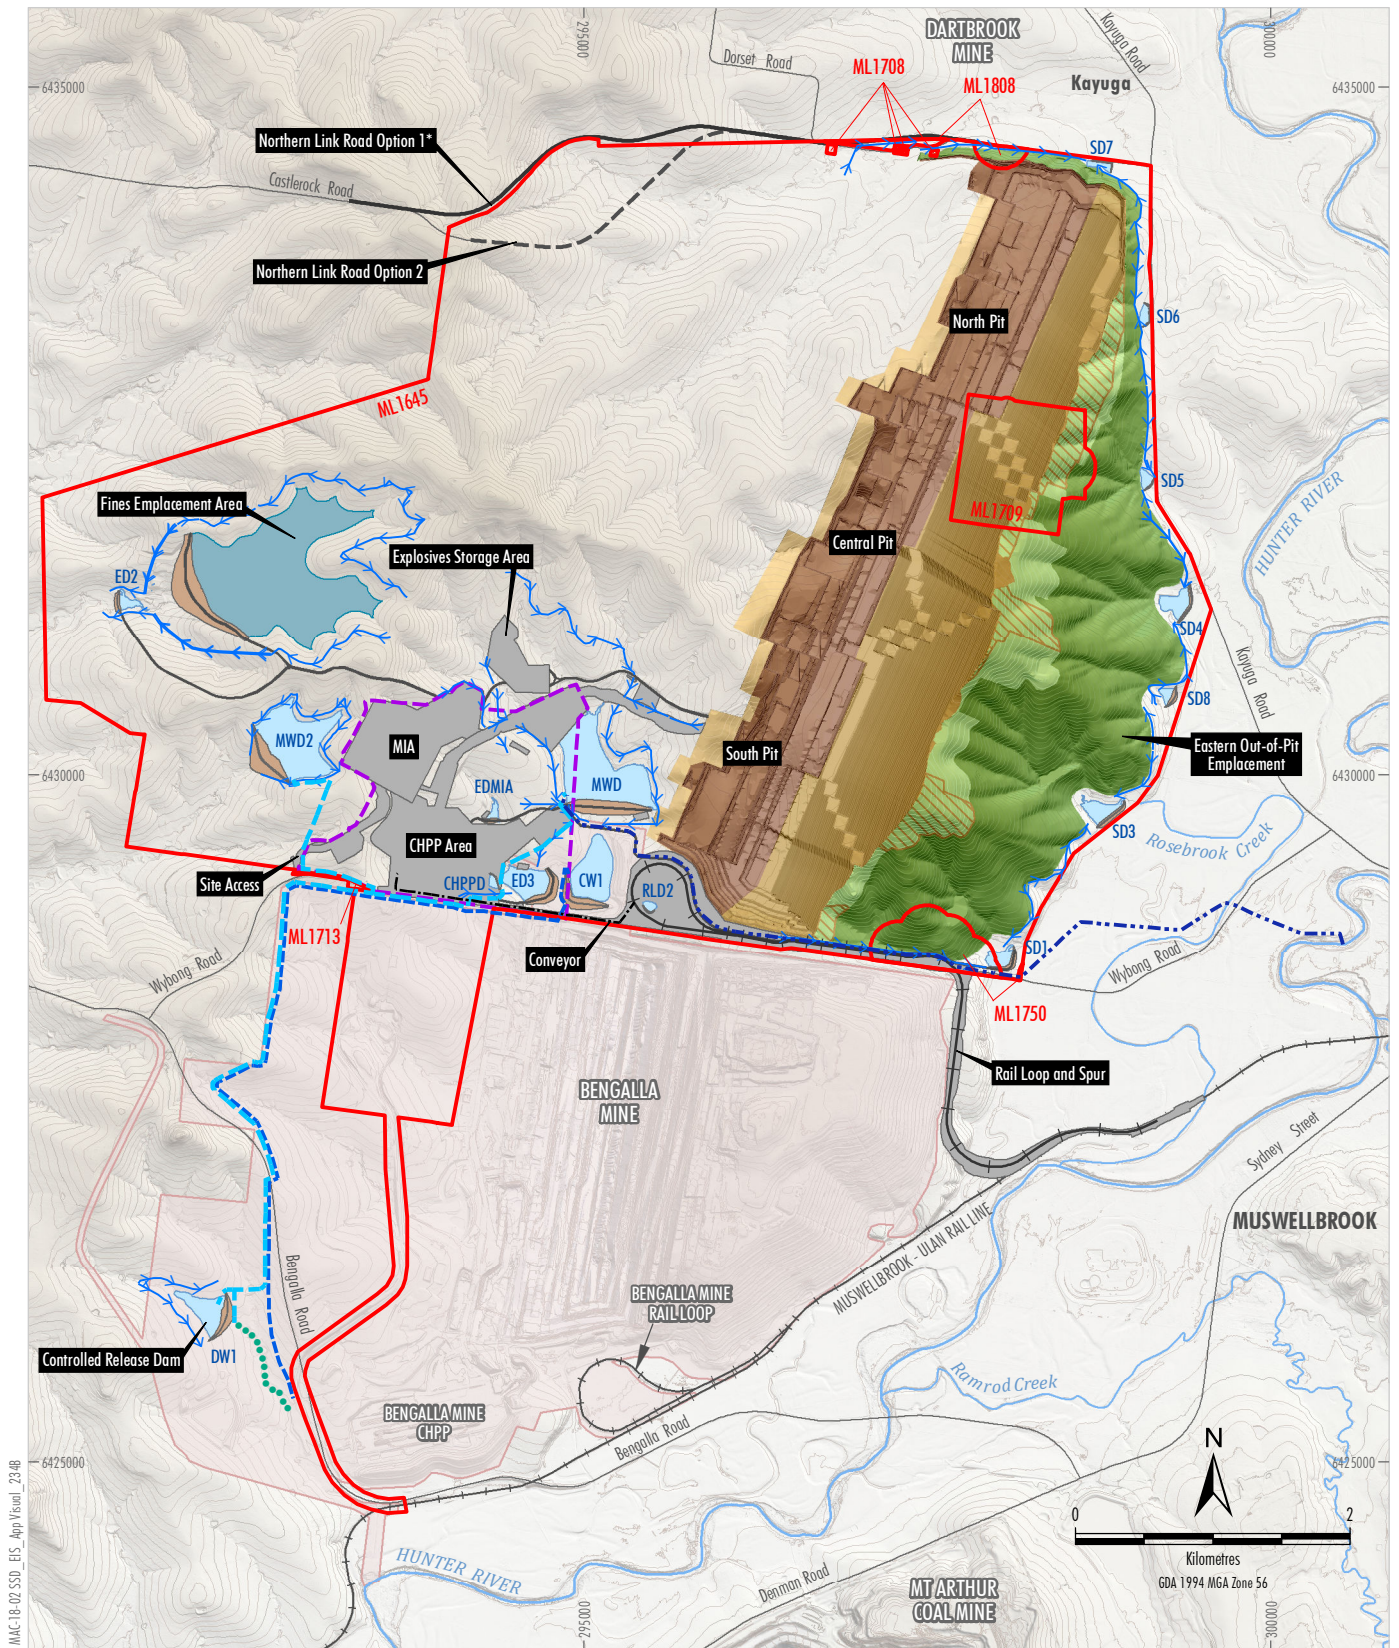 295000
300000
DARTBROOK
MINE
Kayuga Road
Dorset Road
ML1708
ML1808
Kayuga
6435000
6435000
Northern Link Road Option 1*
SD7
Castlerock Road
Northern Link Road Option 2
North Pit
SD6
ML1645
SD5
HUNTER RIVER
Fines Emplacement Area
ML1709
Explosives Storage Area
Central Pit
ED2
SD4
Kayuga Road
SD8
MWD2
MIA
South Pit
Eastern Out-of-Pit
Emplacement
6430000
6430000
EDMIA
MWD
SD3
Rosebrook Creek
CHPP Area
Site Access
CHPPD
ED3
CW1
RLD2
ML1713
Conveyor
SD1
Wybong Road
Wybong Road
ML1750
Rail Loop and Spur
BENGALLA
MINE
Sydney Street
MUSWELLBROOK
MUSWELLBROOK - ULAN RAIL LINE
Bengalla Road
BENGALLA MINE
RAIL LOOP
Controlled Release Dam
DW1
Ramrod Creek
BENGALLA MINE
CHPP
Bengalla Road
N
6425000
6425000
0
2
Kilometres
GDA 1994 MGA Zone 56
HUNTER RIVER
Denman Road
MT ARTHUR
COAL MINE
295000
300000
MAC-18-02 SSD_EIS_App Visual_234B